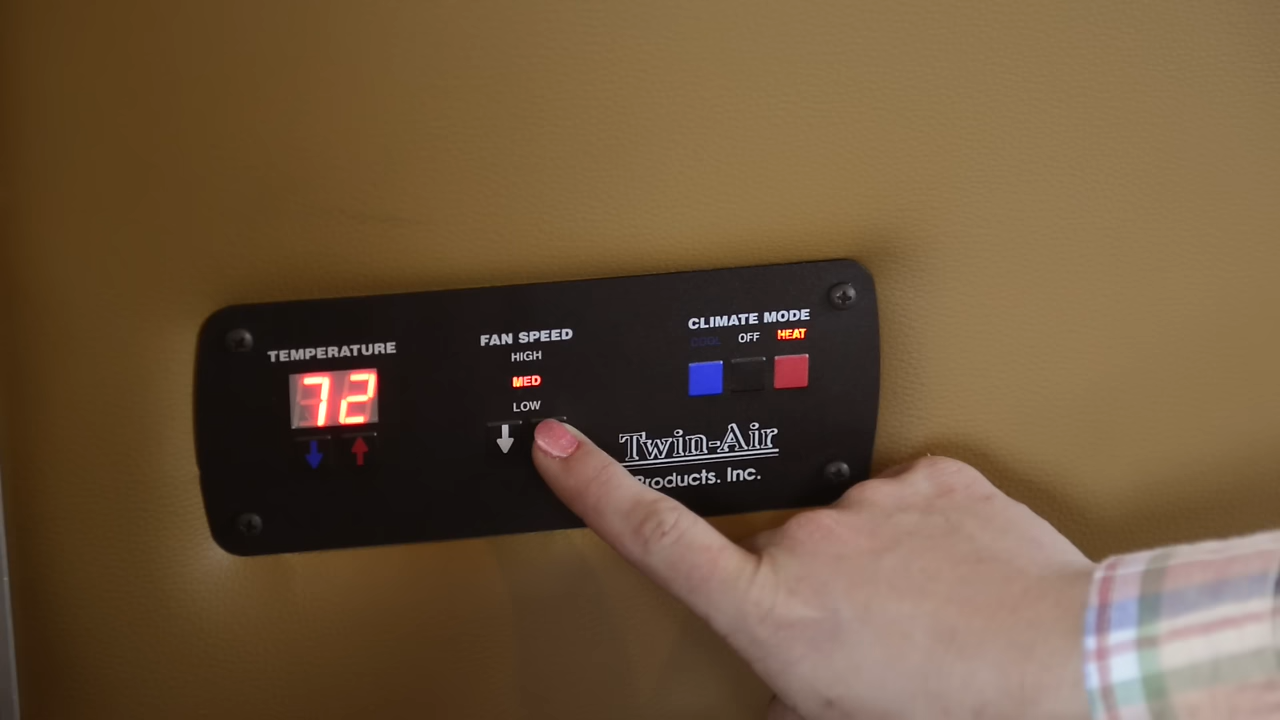 TEMPERATURE
72
FAN SPEED
HIGH
MED
LOW
CLIMATE MODE
COOL OFF HEAT
Twin-Air
Products. Inc.